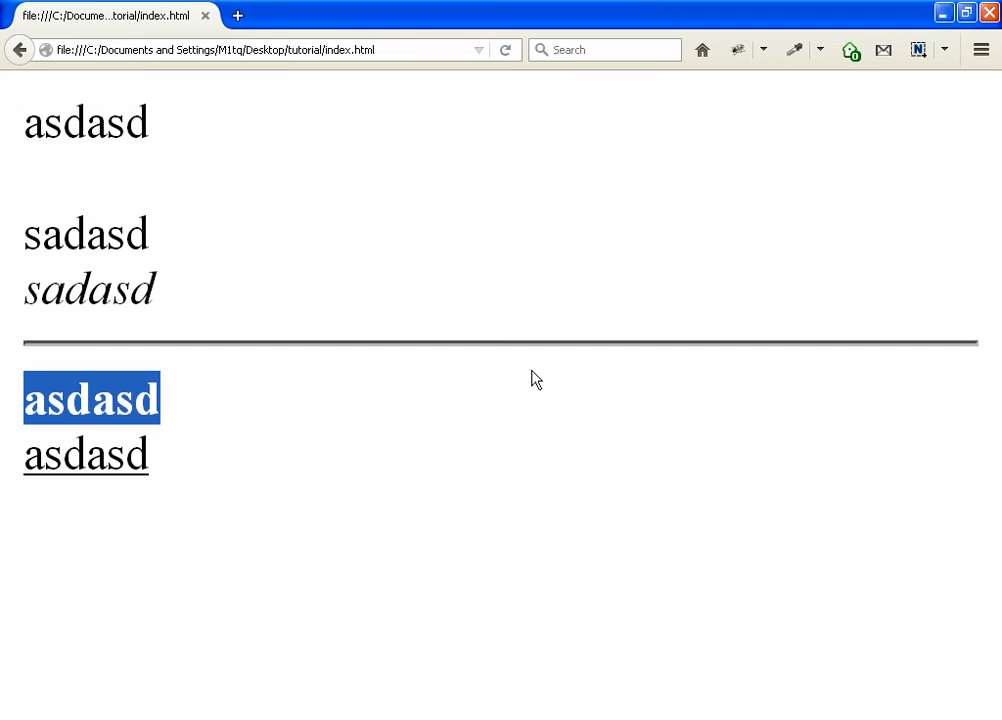 file:///C:/Docume...torial/index.html
file:///C:/Documents and Settings/M1tq/Desktop/tutorial/index.html
Search
0
N
asdasd
sadasd
sadasd
asdasd
asdasd